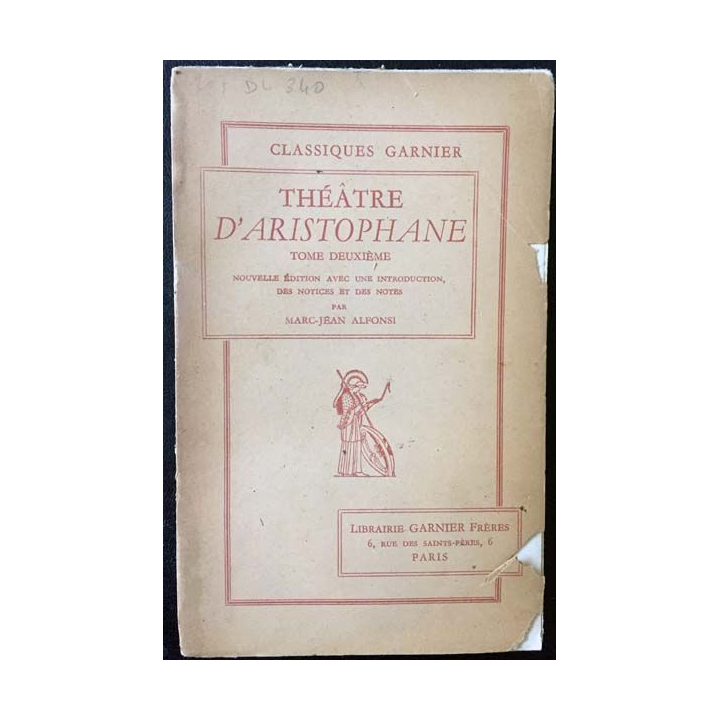 DL 340
CLASSIQUES GARNIER
THÉÂTRE
D'ARISTOPHANE
TOME DEUXIÈME
NOUVELLE ÉDITION AVEC UNE INTRODUCTION,
DES NOTICES ET DES NOTES
PAR
MARC-JEAN ALFONSI
LIBRAIRIE GARNIER FRÈRES
6, RUE DES SAINTS-PÈRES, 6
PARIS